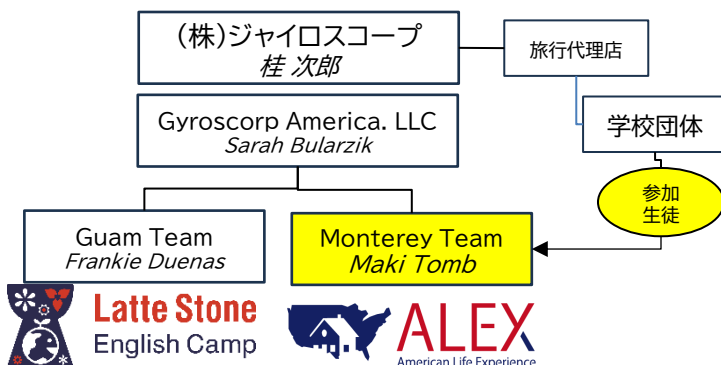 （株）ジャイロスコープ
桂 次郎
旅行代理店
Gyroscorp America. LLC
Sarah Bularzik
学校団体
参加
生徒
Guam Team
Frankie Duenas
Monterey Team
Maki Tomb
Latte Stone
English Camp
ALEX
American Life Experience